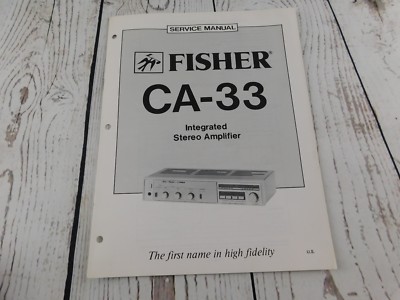 SERVICE MANUAL
FISHER
CA-33
Integrated
Stereo Amplifier
The first name in high fidelity